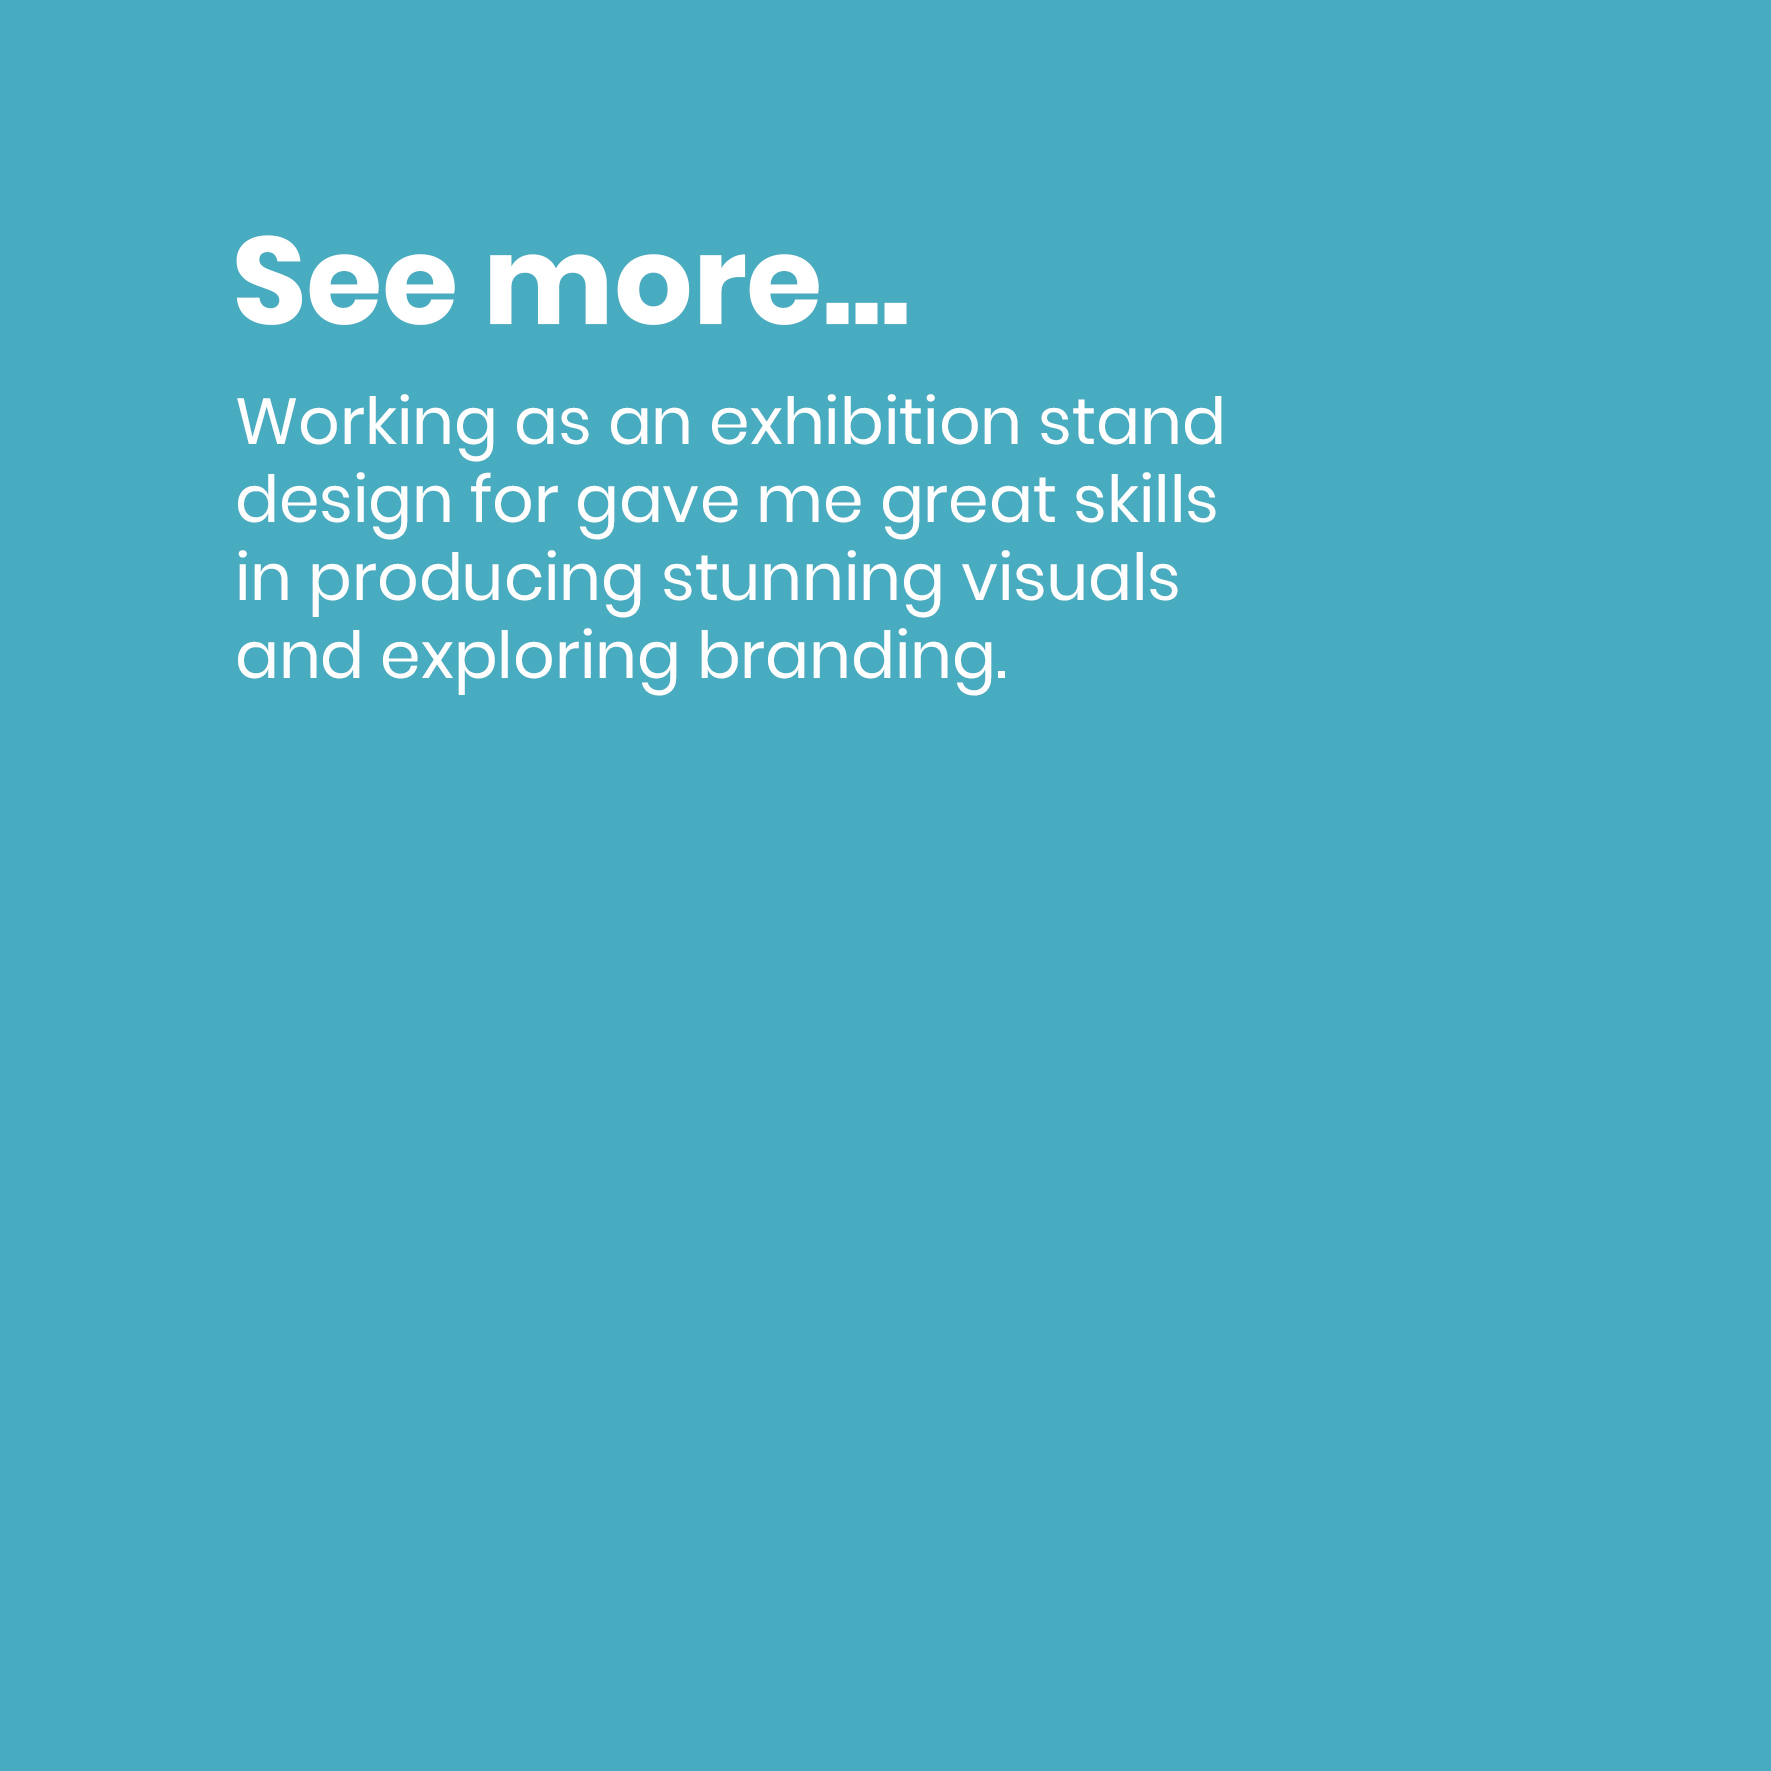 See more...
Working as an exhibition stand
design for gave me great skills
in producing stunning visuals
and exploring branding.